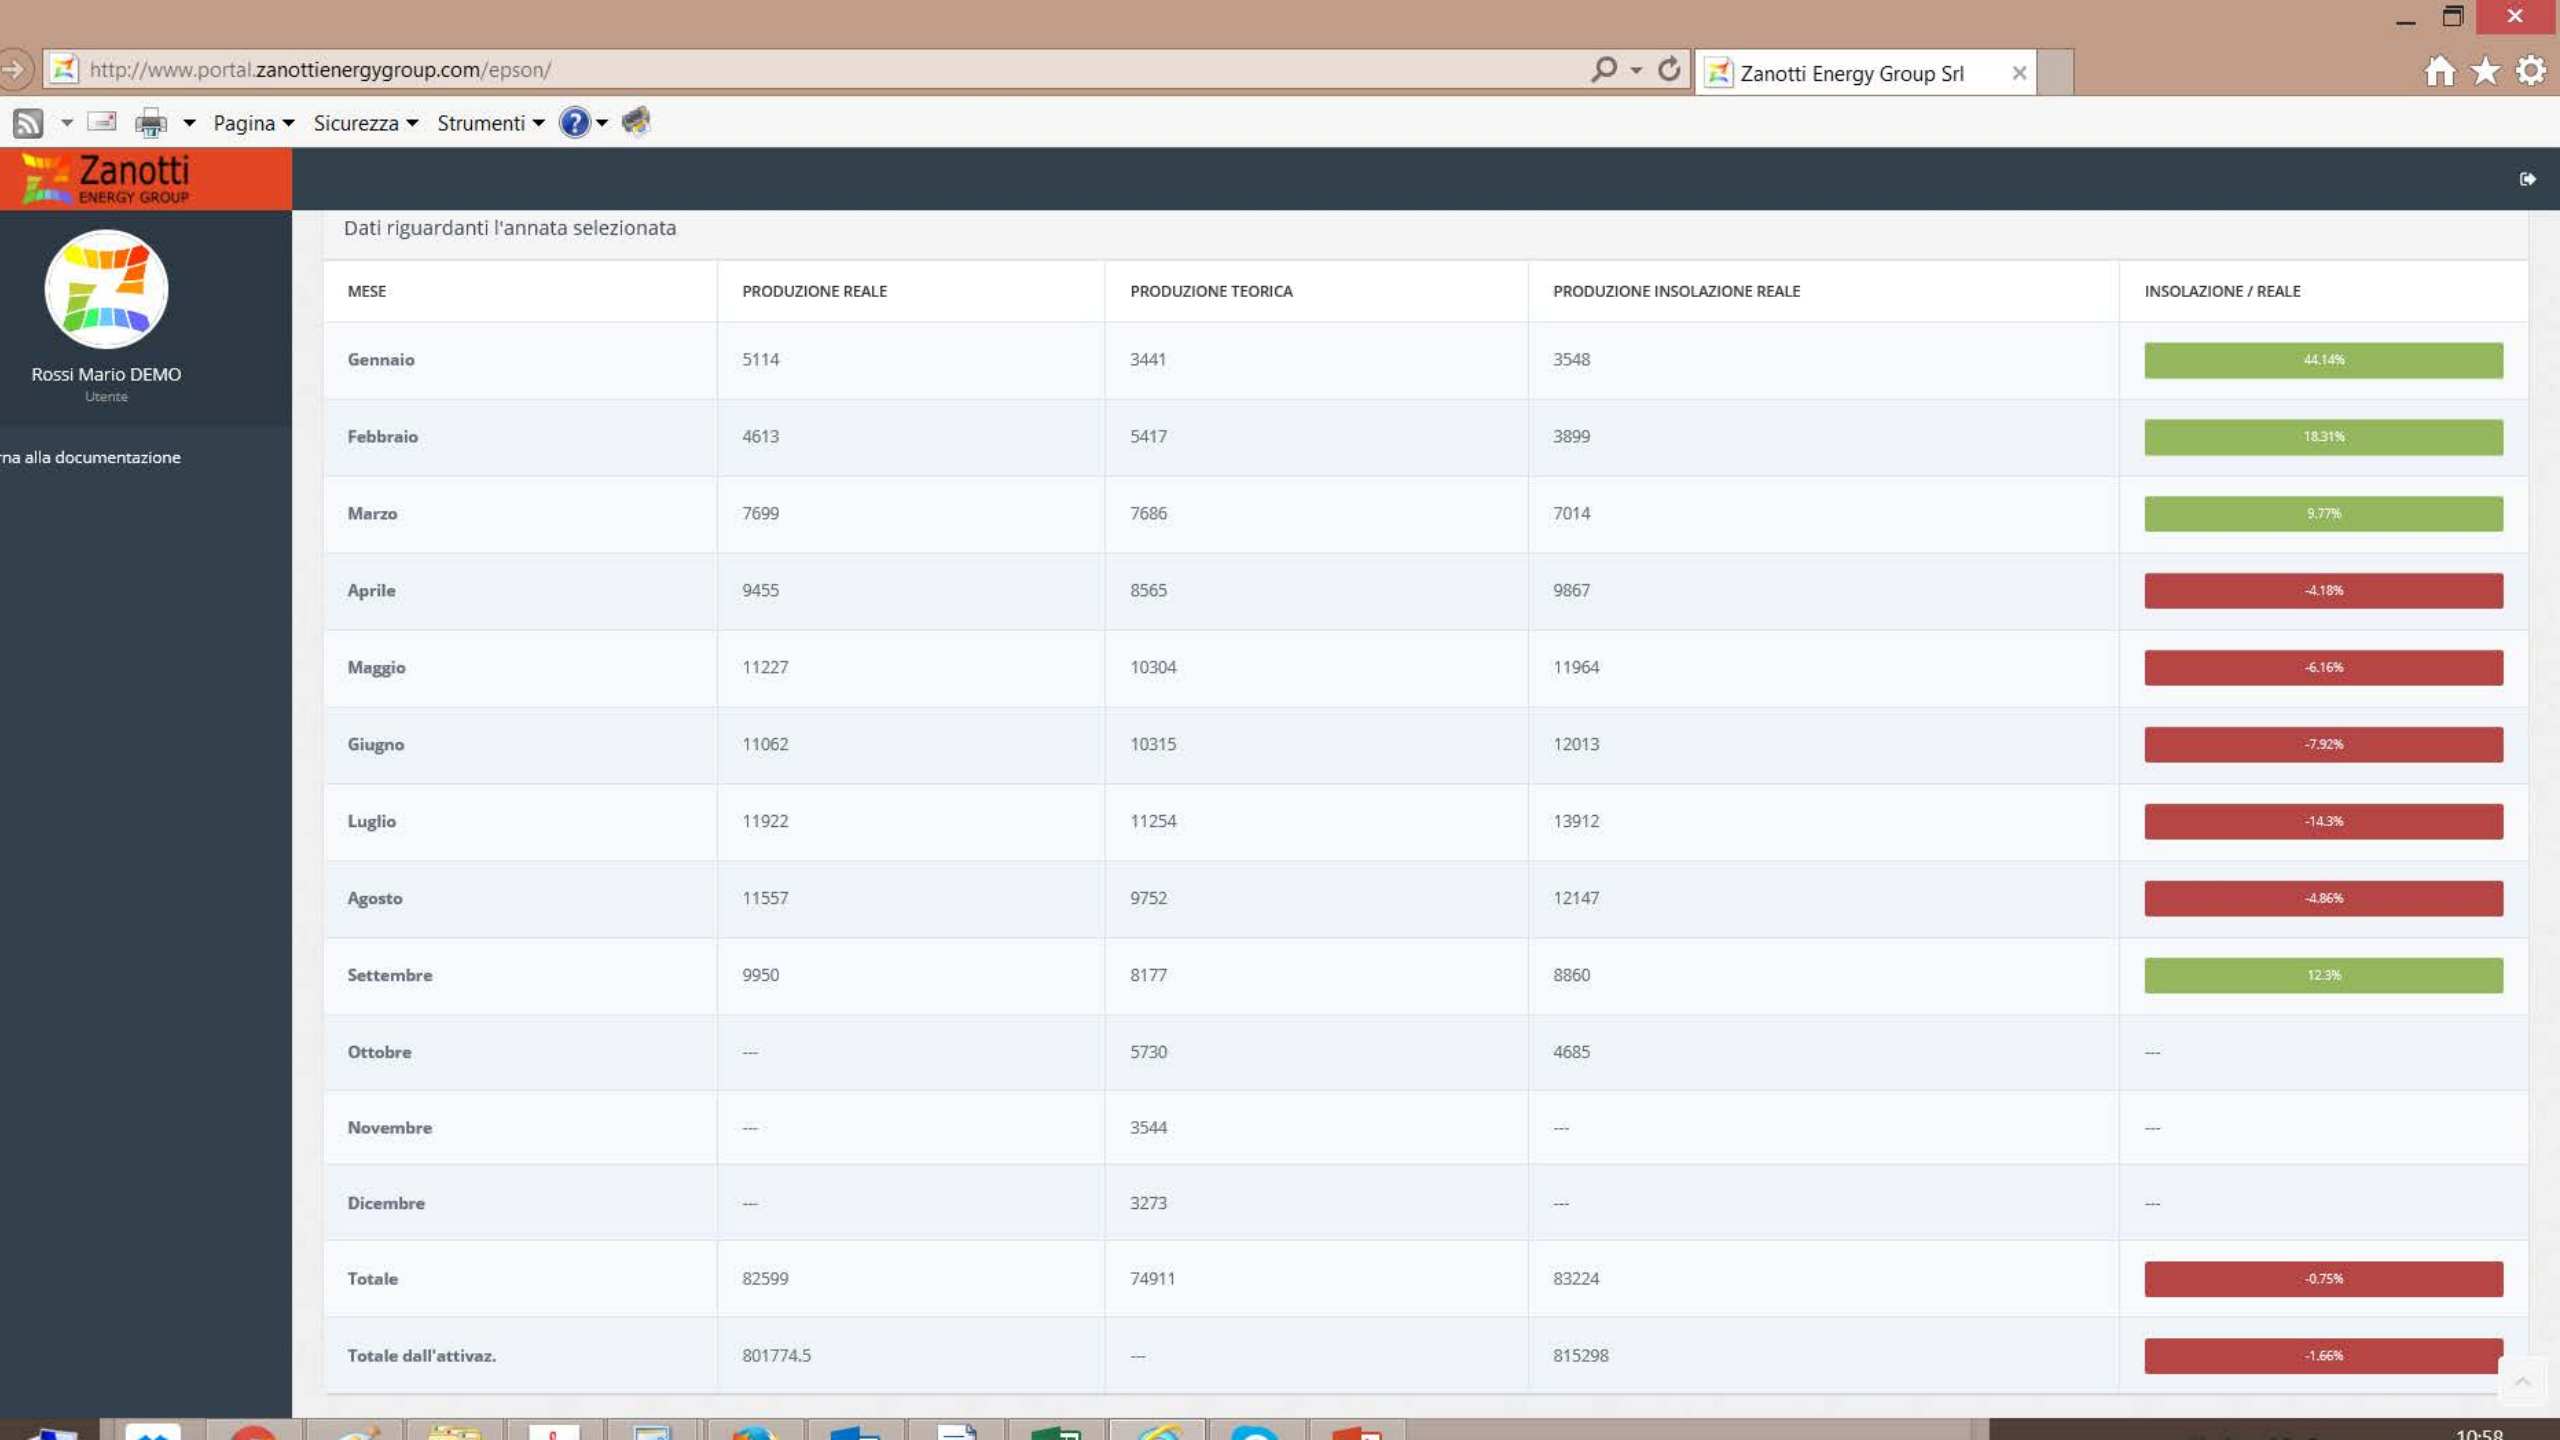 http://www.portal.zanottienergygroup.com/epson/
Zanotti Energy Group Srl
Pagina Sicurezza Strumenti
Zanotti
ENERGY GROUP
Rossi Mario DEMO
Utente
rna alla documentazione
Dati riguardanti l'annata selezionata
MESE PRODUZIONE REALE PRODUZIONE TEORICA PRODUZIONE INSOLAZIONE REALE INSOLAZIONE / REALE
Gennaio 5114 3441 3548 44.14%
Febbraio 4613 5417 3899 18.31%
Marzo 7699 7686 7014 9.77%
Aprile 9455 8565 9867 -4.18%
Maggio 11227 10304 11964 -6.16%
Giugno 11062 10315 12013 -7.92%
Luglio 11922 11254 13912 -14.3%
Agosto 11557 9752 12147 -4.86%
Settembre 9950 8177 8860 12.3%
Ottobre --- 5730 4685 ---
Novembre --- 3544 --- ---
Dicembre --- 3273 --- ---
Totale 82599 74911 83224 -0.75%
Totale dall'attivaz. 801774.5 --- 815298 -1.66%
10:58